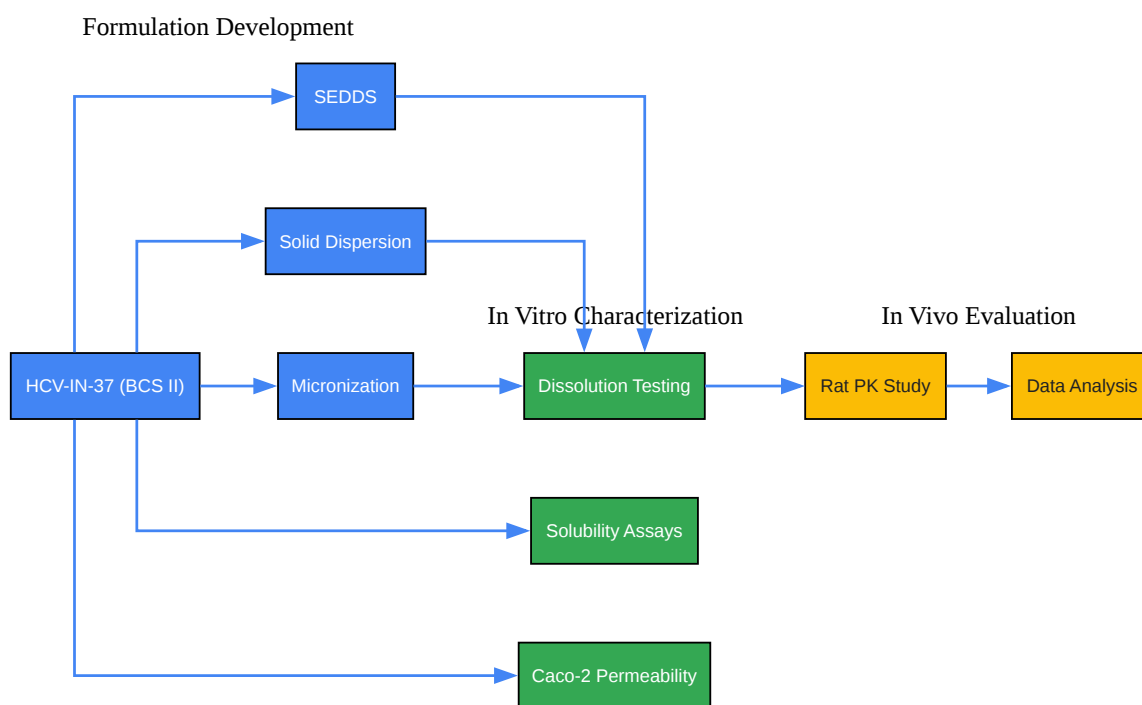 Formulation Development
SEDDS
Solid Dispersion
In Vitro Characterization
In Vivo Evaluation
HCV-IN-37 (BCS II)
Micronization
Dissolution Testing
Rat PK Study
Data Analysis
Solubility Assays
Caco-2 Permeability